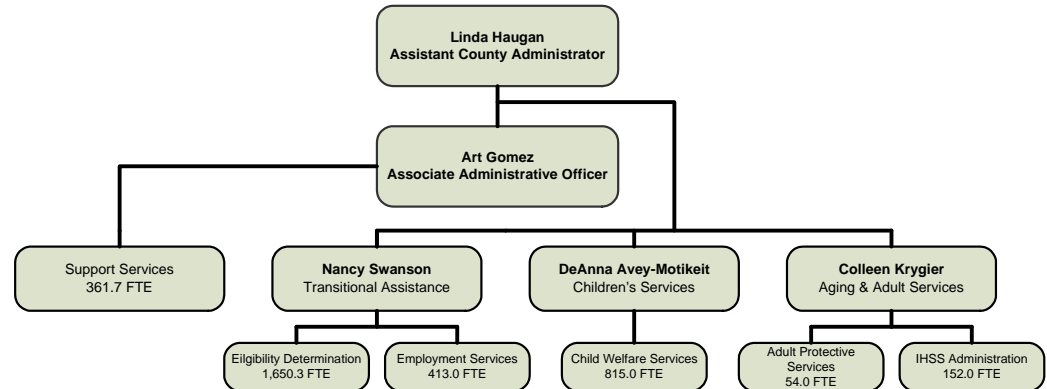 Linda Haugan
Assistant County Administrator
Art Gomez
Associate Administrative Officer
Support Services
361.7 FTE
Nancy Swanson
Transitional Assistance
DeAnna Avey-Motikeit
Children's Services
Colleen Krygier
Aging & Adult Services
Eilgibility Determination
1,650.3 FTE
Employment Services
413.0 FTE
Child Welfare Services
815.0 FTE
Adult Protective
Services
54.0 FTE
IHSS Administration
152.0 FTE